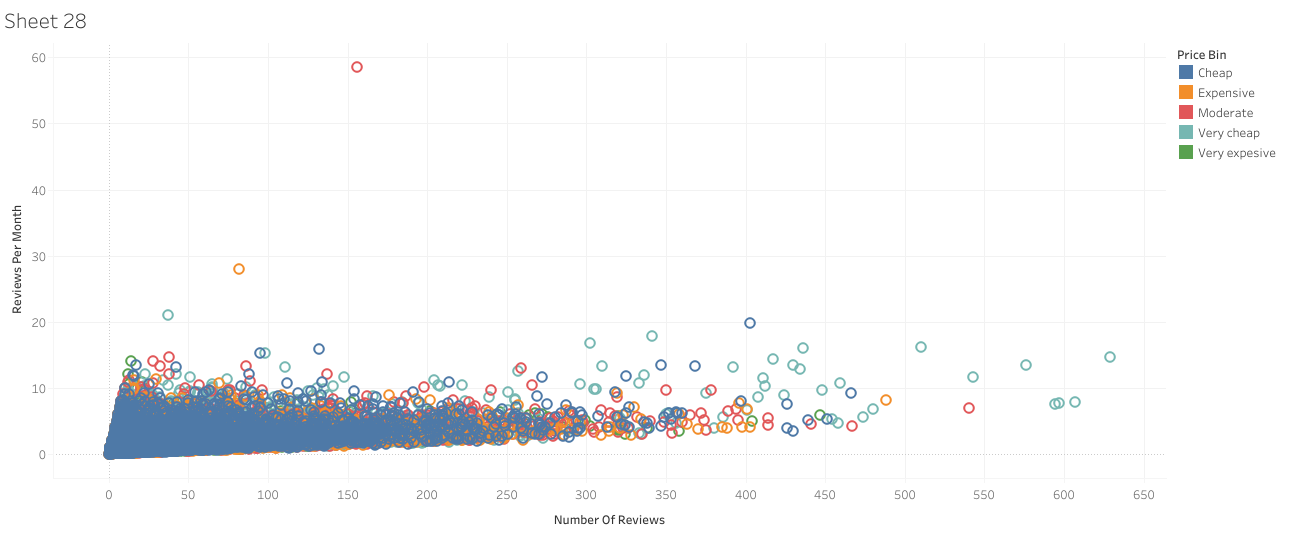 Sheet 28
Price Bin
Cheap
Expensive
Moderate
Very cheap
Very expesive
Reviews Per Month
60
50
40
30
20
10
0
0 50 100 150 200 250 300 350 400 450 500 550 600 650
Number Of Reviews